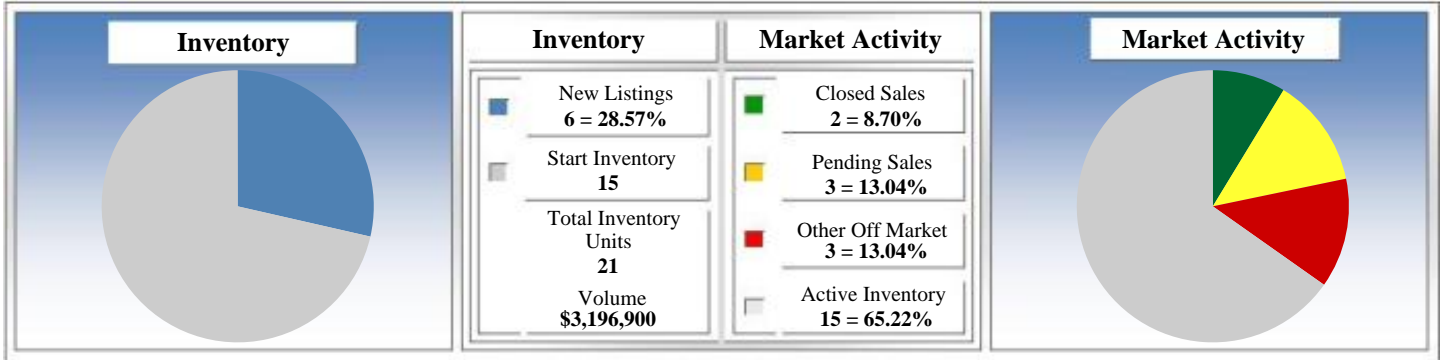 Inventory
Inventory
New Listings
6 = 28.57%
Start Inventory
15
Total Inventory
Units
21
Volume
$3,196,900
Market Activity
Closed Sales
2 = 8.70%
Pending Sales
3 = 13.04%
Other Off Market
3 = 13.04%
Active Inventory
15 = 65.22%
Market Activity